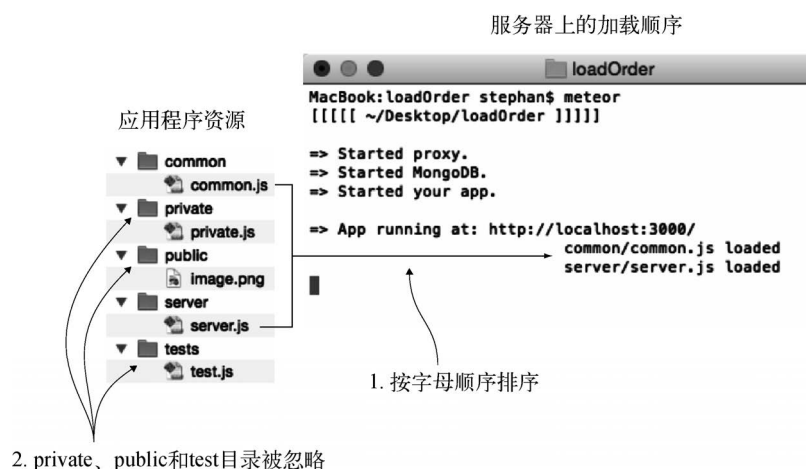 服务器上的加载顺序
loadOrder
MacBook:loadOrder stephan$ meteor
[[[[[ ~/Desktop/loadOrder ]]]]]
=> Started proxy.
=> Started MongoDB.
=> Started your app.
=> App running at: http://localhost:3000/
common/common.js loaded
server/server.js loaded
应用程序资源
common
common.js
private
private.js
public
image.png
server
server.js
tests
test.js
1. 按字母顺序排序
2. private、public和test目录被忽略